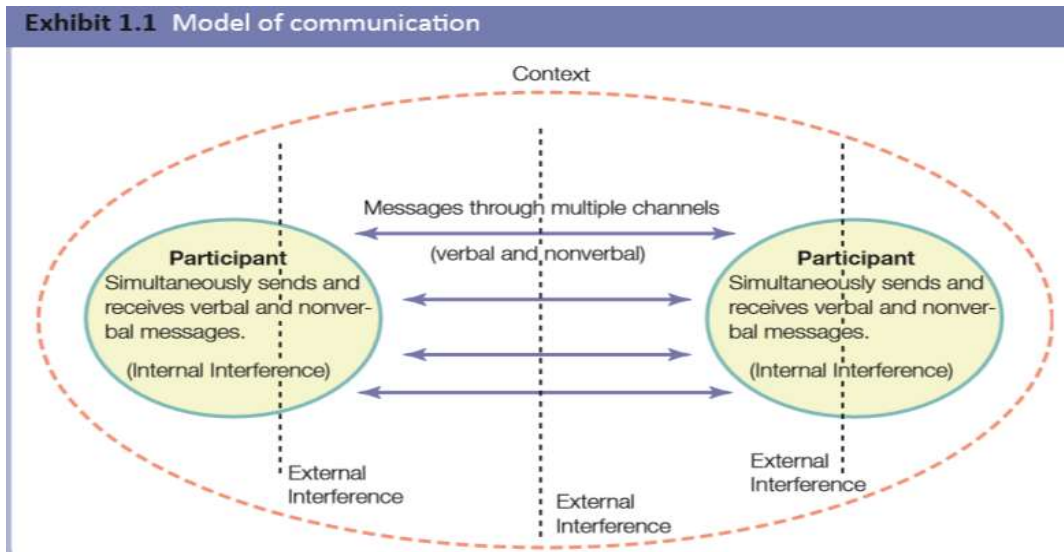 Exhibit 1.1 Model of communication
Context
Messages through multiple channels
(verbal and nonverbal)
Participant
Simultaneously sends and
receives verbal and nonver-
bal messages.
(Internal Interference)
Participant
Simultaneously sends and
receives verbal and nonver-
bal messages.
(Internal Interference)
External
Interference
External
Interference
External
Interference